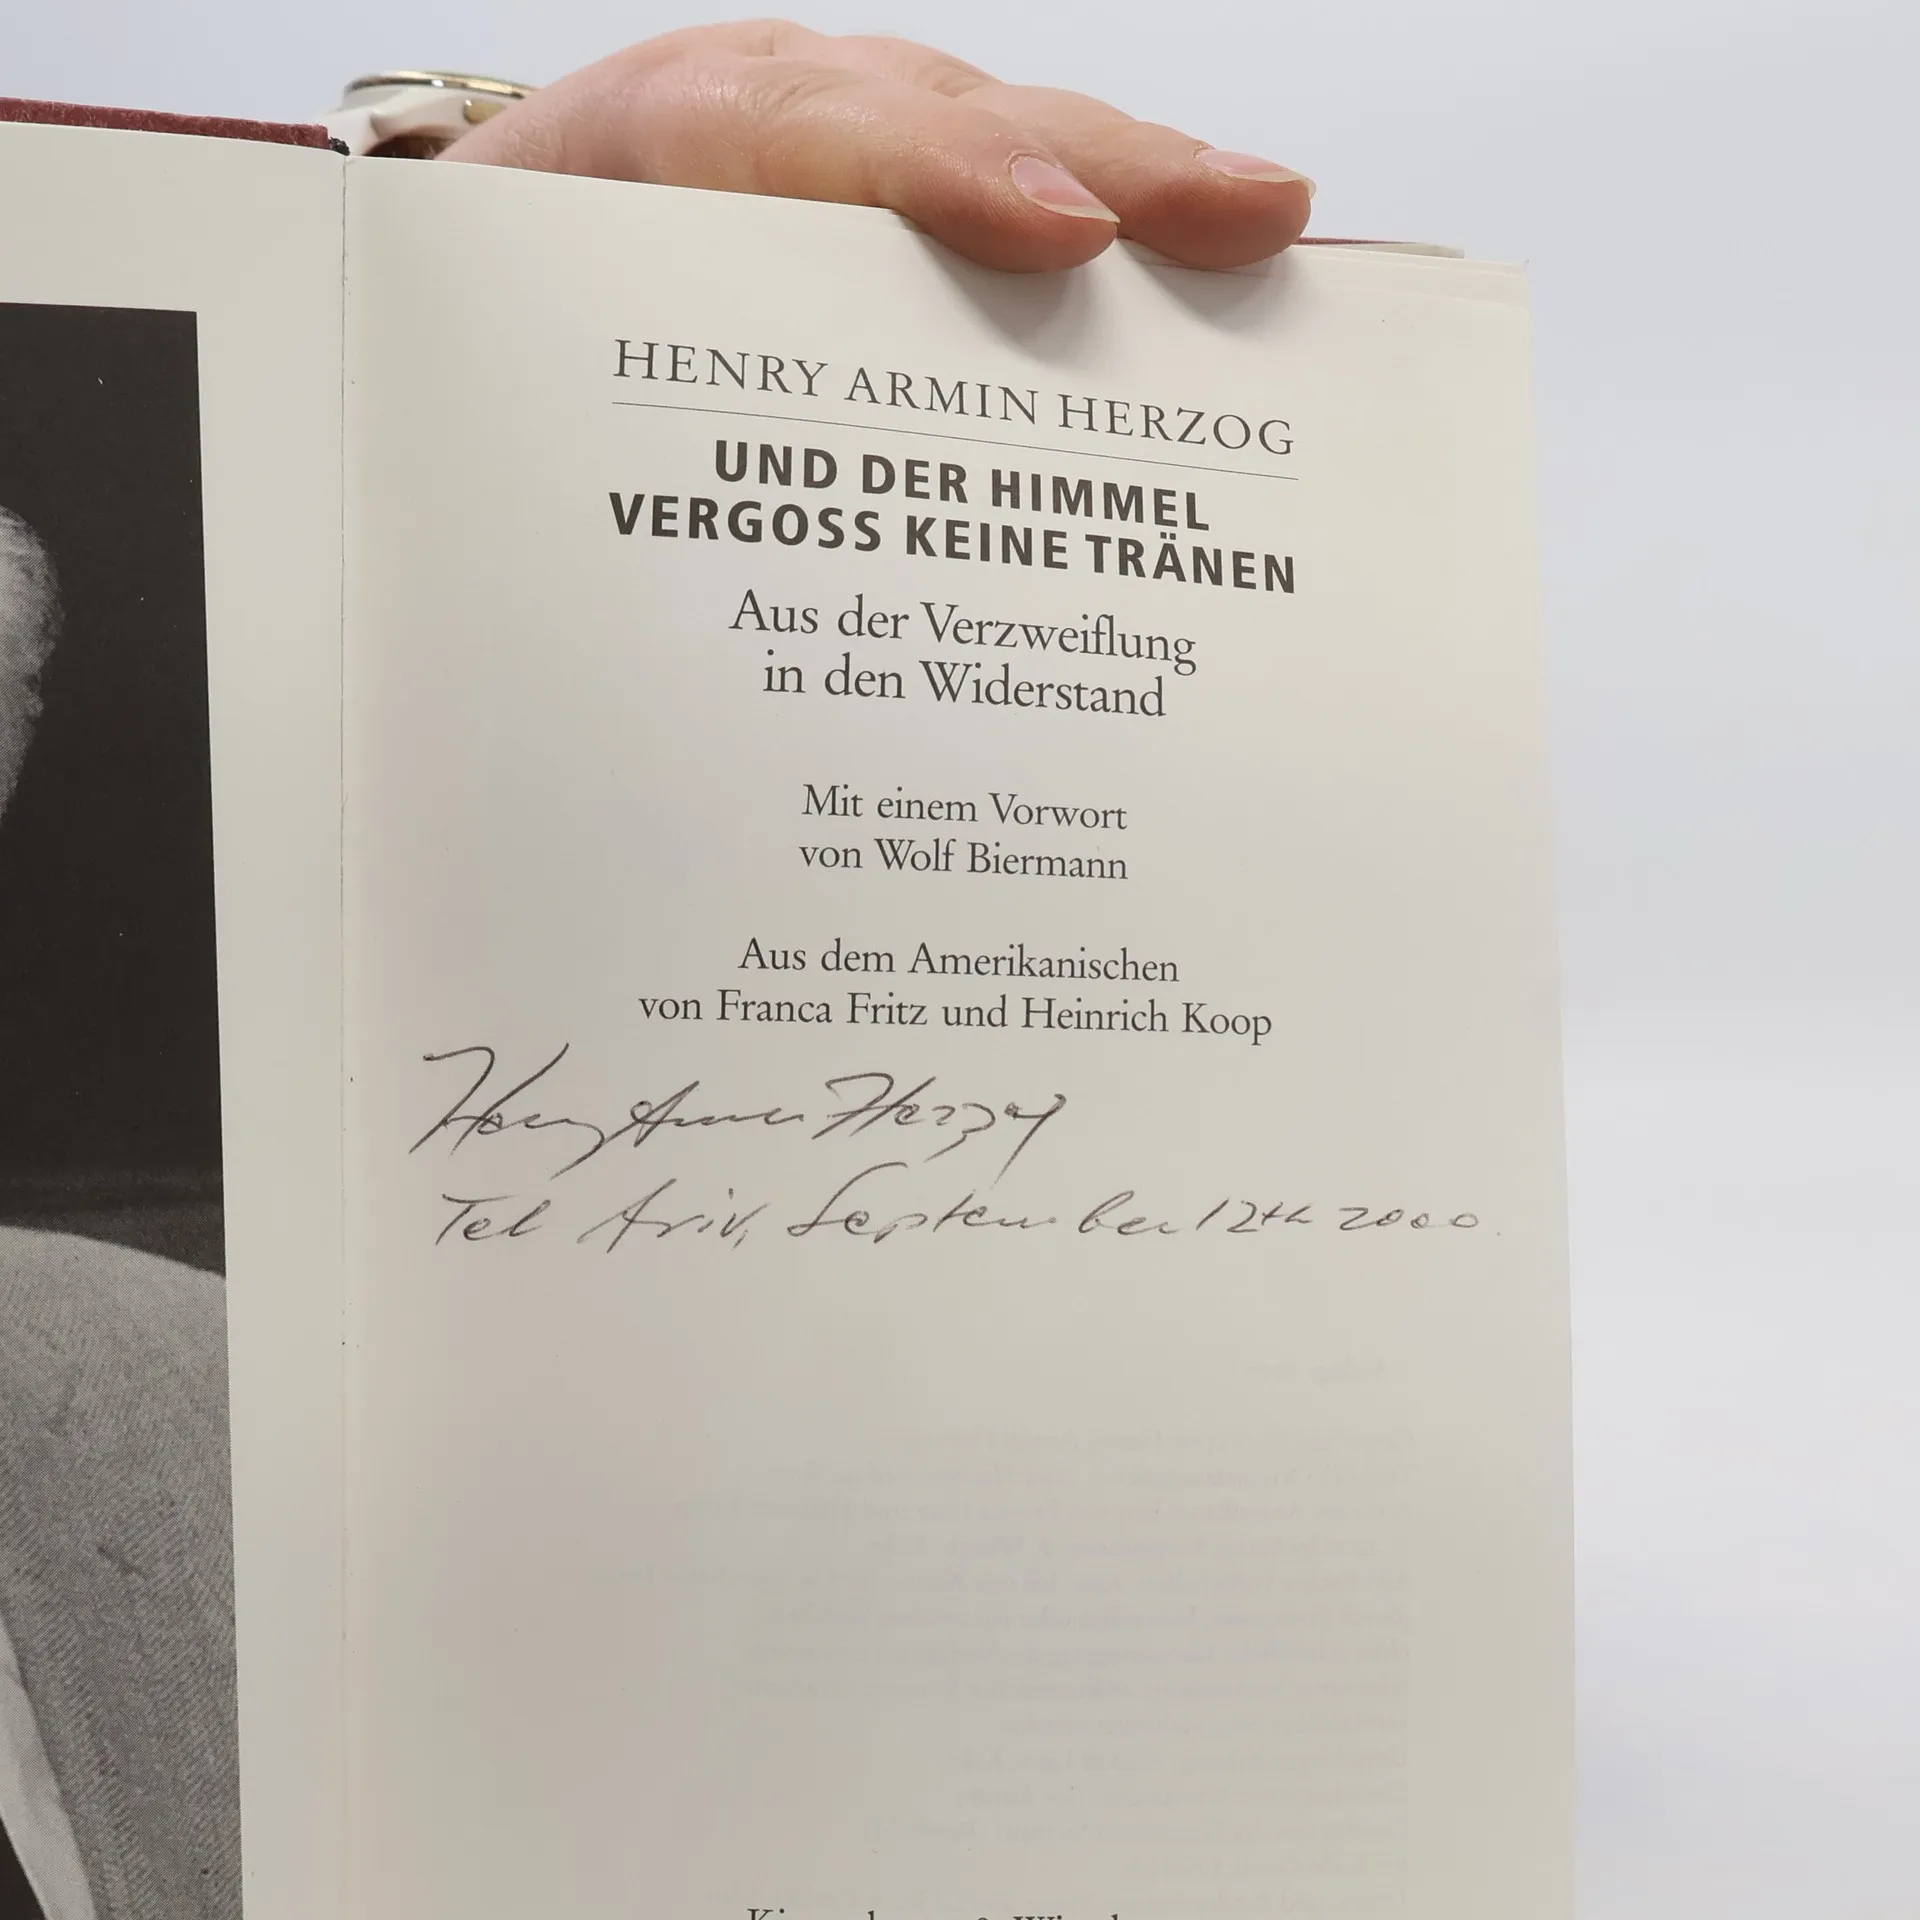 HENRY ARMIN HERZOG
UND DER HIMMEL
VERGOSS KEINE TRÄNEN
Aus der Verzweiflung
in den Widerstand
Mit einem Vorwort
von Wolf Biermann
Aus dem Amerikanischen
von Franca Fritz und Heinrich Koop
Henry Armin Herzog
Tel Aviv, September 12th 2000.